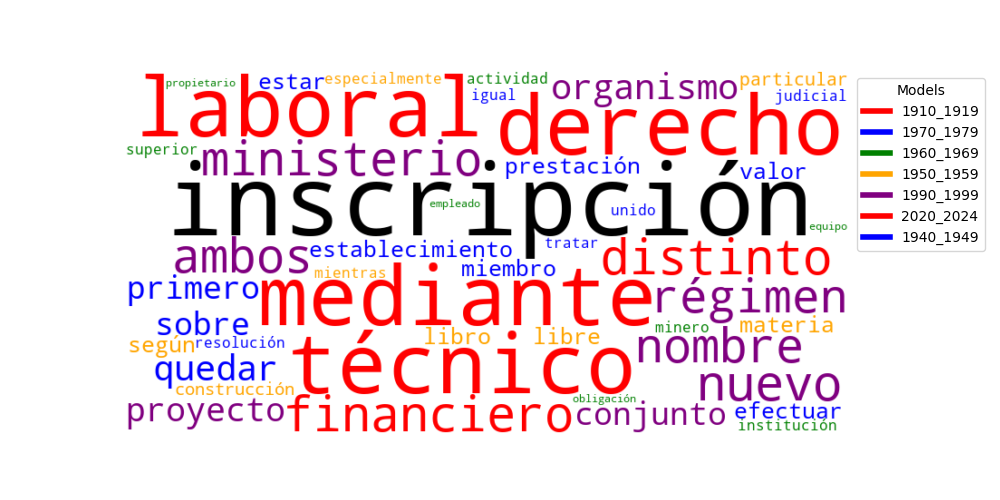 propietario estar especialmente actividad organismo particular Models
laboral igual derecho judicial 1910_1919
1970_1979
superior ministerio prestación valor 1960_1969
inscripción 1950_1959
empleado unido 1990_1999
equipo 2020_2024
ambos establecimiento tratar distinto 1940_1949
mientras miembro
primero mediante régimen
sobre libro libre minero materia
según resolución técnico nombre
quedar nuevo
construcción obligación
proyecto financiero conjunto efectuar
institución